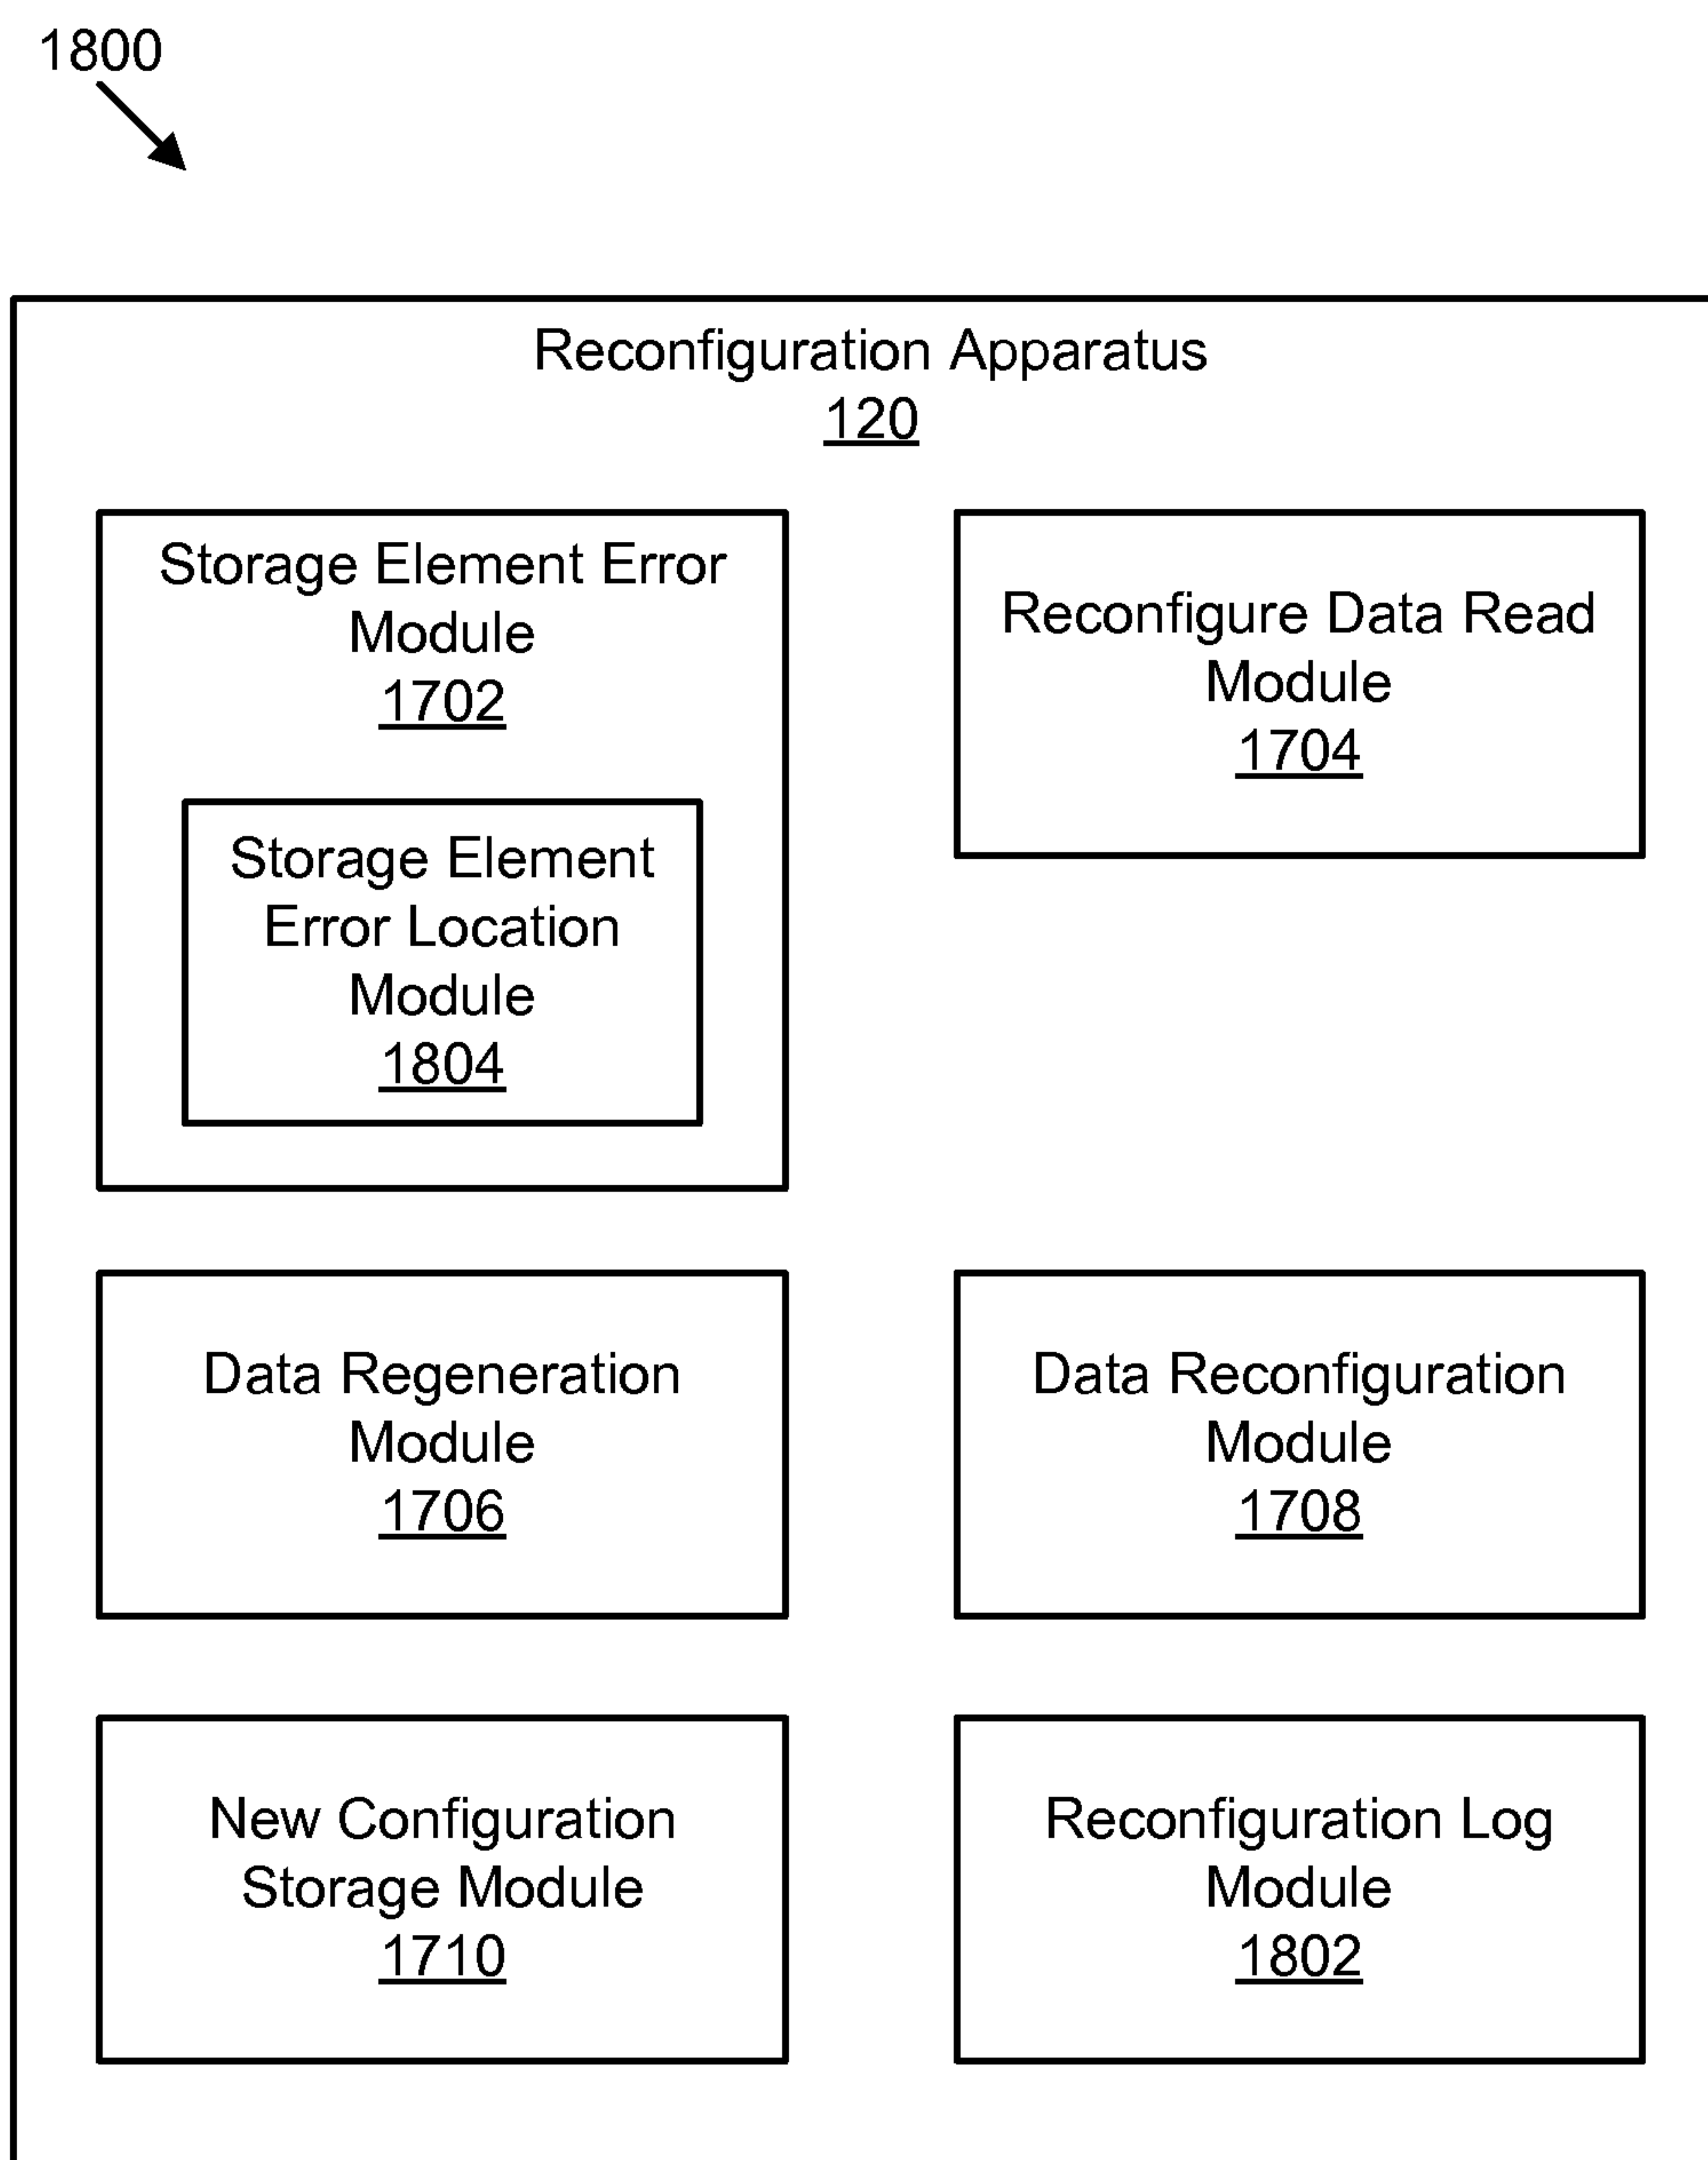 1800
Reconfiguration Apparatus
120
Storage Element Error
Module
1702
Storage Element
Error Location
Module
1804
Reconfigure Data Read
Module
1704
Data Regeneration
Module
1706
Data Reconfiguration
Module
1708
New Configuration
Storage Module
1710
Reconfiguration Log
Module
1802